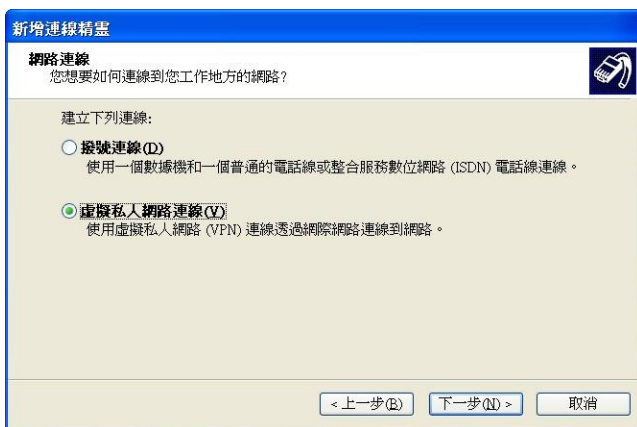 新增連線精靈
網路連線
您想要如何連線到您工作地方的網路?
建立下列連線:
撥號連線(D)
使用一個數據機和一個普通的電話線或整合服務數位網路 (ISDN) 電話線連線。
虛擬私人網路連線(V)
使用虛擬私人網路 (VPN) 連線透過網際網路連線到網路。
<上一步(B) 下一步(N)> 取消